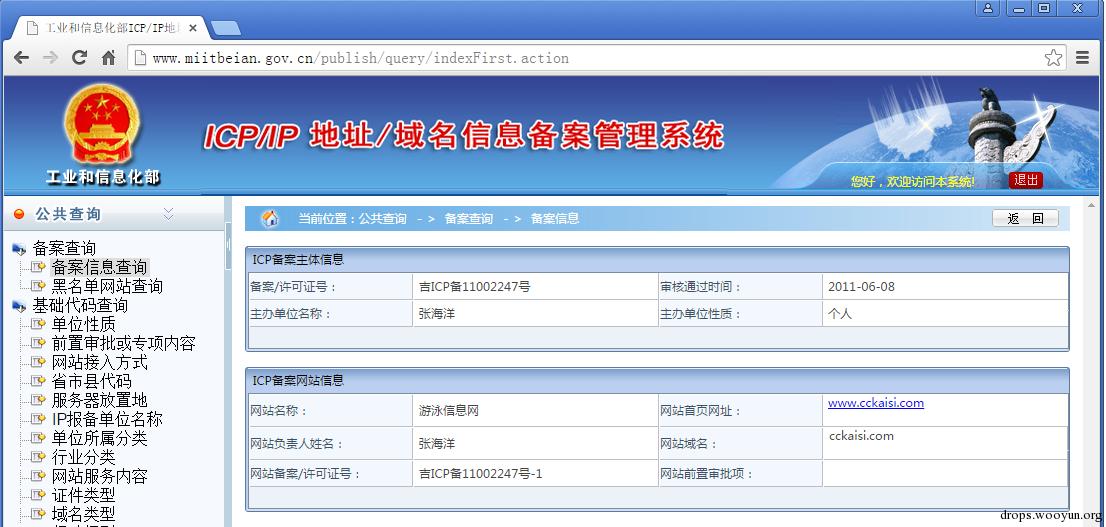 工业和信息化部ICP/IP地
www.miitbeian.gov.cn/publish/query/indexFirst.action
ICP/IP 地址/域名信息备案管理系统
工业和信息化部
您好，欢迎访问本系统!
退出
公共查询
当前位置：公共查询 -> 备案查询 -> 备案信息
返 回
备案查询
备案信息查询
黑名单网站查询
基础代码查询
单位性质
前置审批或专项内容
网站接入方式
省市县代码
服务器放置地
IP报备单位名称
单位所属分类
行业分类
网站服务内容
证件类型
域名类型
ICP备案主体信息
备案/许可证号： 吉ICP备11002247号 审核通过时间： 2011-06-08
主办单位名称： 张海洋 主办单位性质： 个人
ICP备案网站信息
网站名称： 游泳信息网 网站首页网址： www.cckaisi.com
网站负责人姓名： 张海洋 网站域名： cckaisi.com
网站备案/许可证号： 吉ICP备11002247号-1 网站前置审批项：
drops.wooyun.org